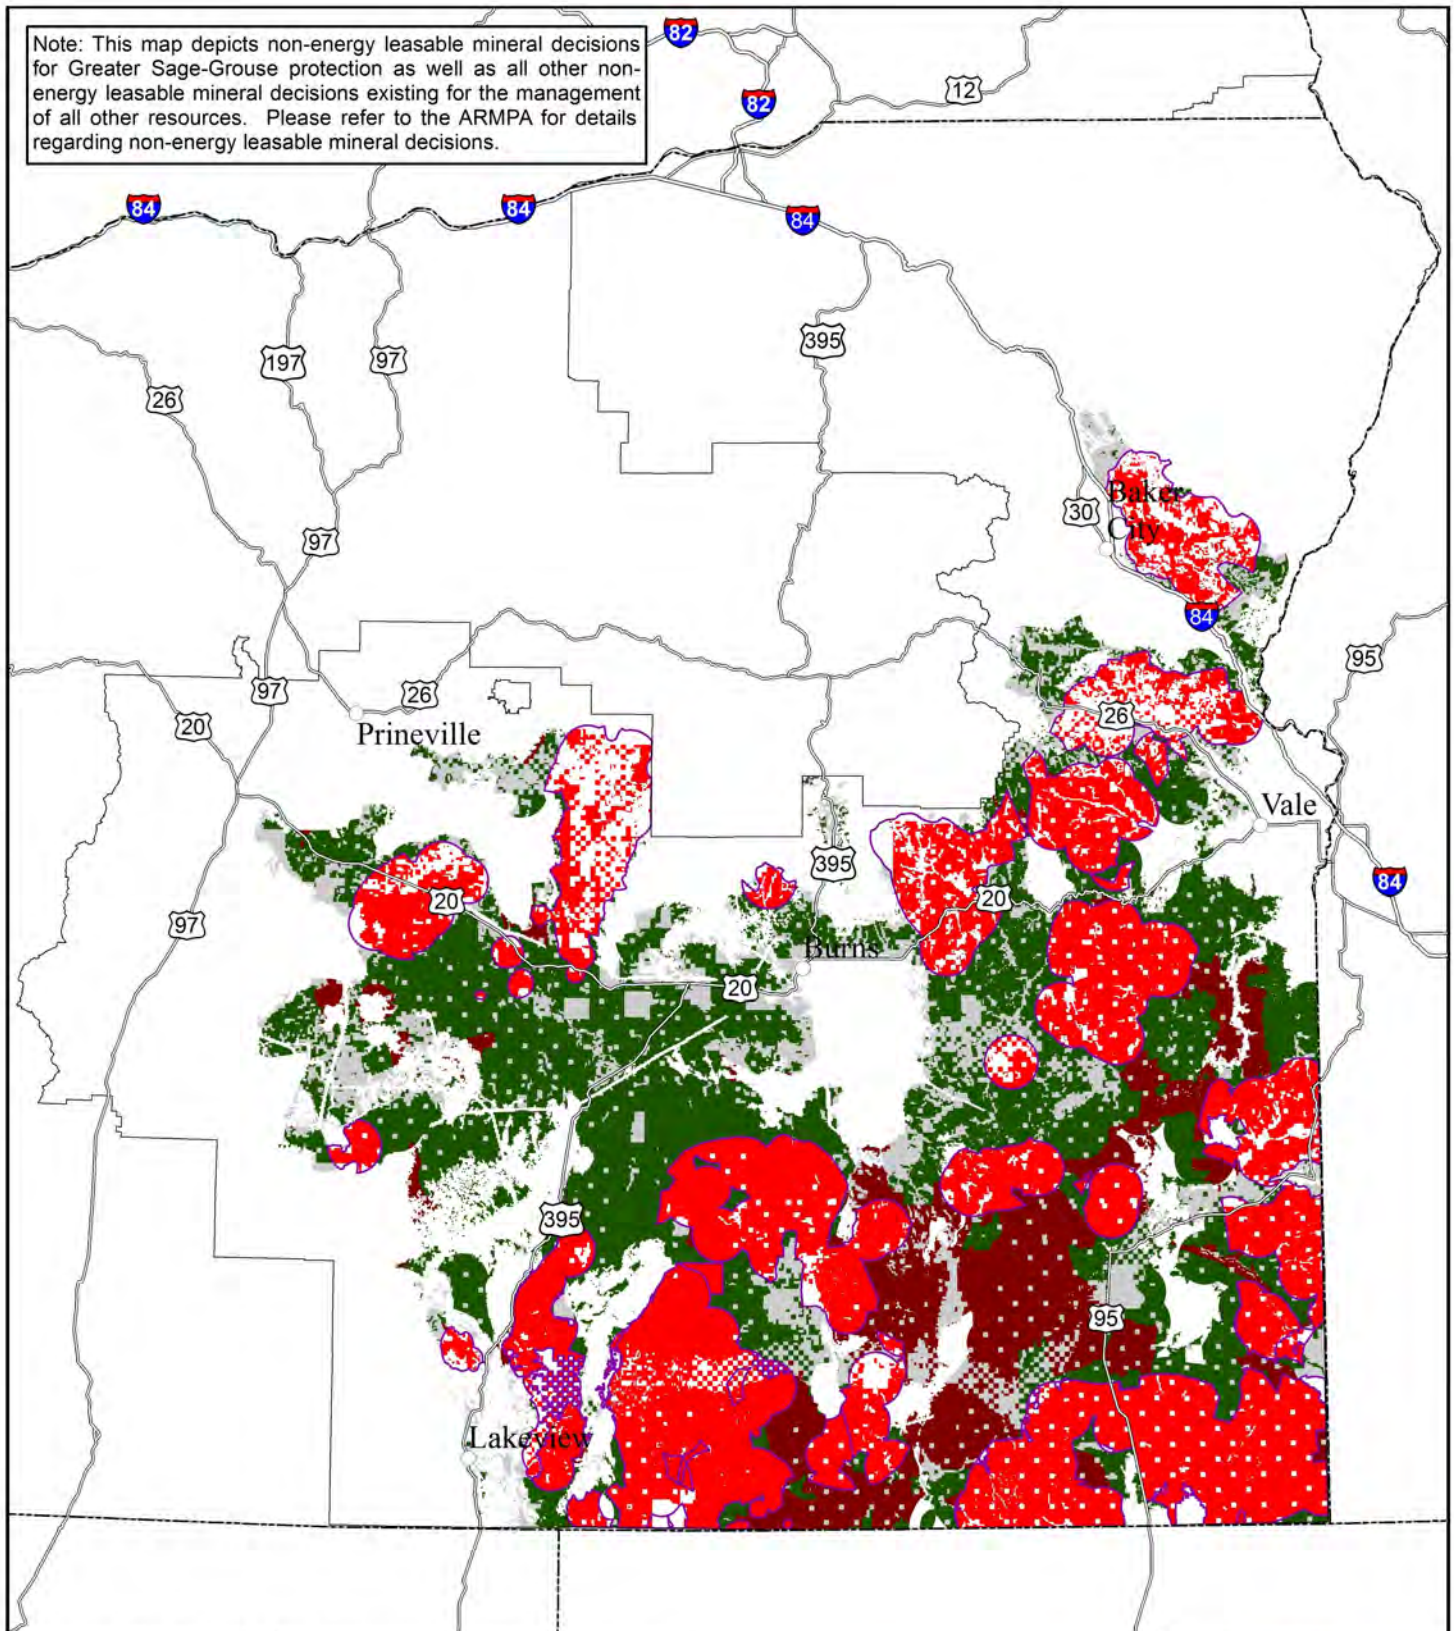 Note: This map depicts non-energy leasable mineral decisions
for Greater Sage-Grouse protection as well as all other non-
energy leasable mineral decisions existing for the management
of all other resources. Please refer to the ARMPA for details
regarding non-energy leasable mineral decisions.
82
82
12
84
84
84
197
97
395
26
Baker
City
30
97
84
95
97
26
20
Prineville
26
Vale
395
84
20
20
97
Burns
20
395
95
Lakeview